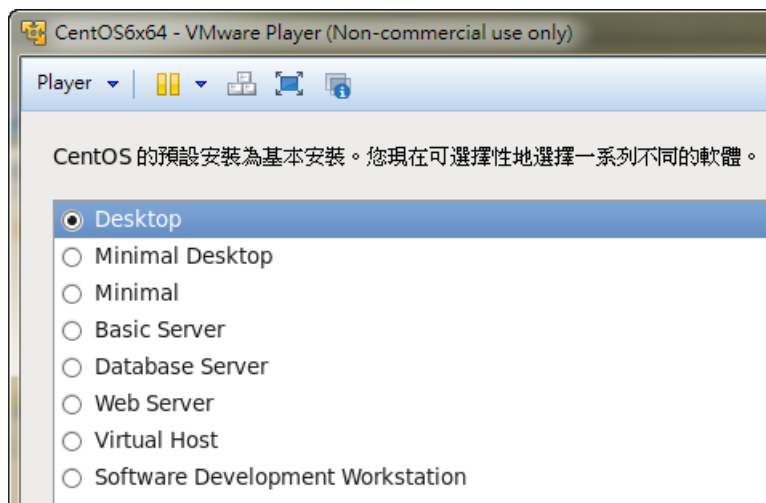 CentOS6x64 - VMware Player (Non-commercial use only)
Player
CentOS 的預設安裝為基本安裝。您現在可選擇性地選擇一系列不同的軟體。
Desktop
Minimal Desktop
Minimal
Basic Server
Database Server
Web Server
Virtual Host
Software Development Workstation